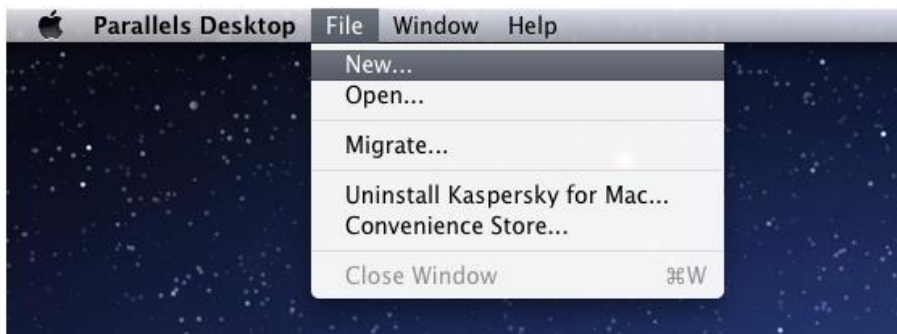 Parallels Desktop File Window Help
New...
Open...
Migrate...
Uninstall Kaspersky for Mac...
Convenience Store...
Close Window ⌘W